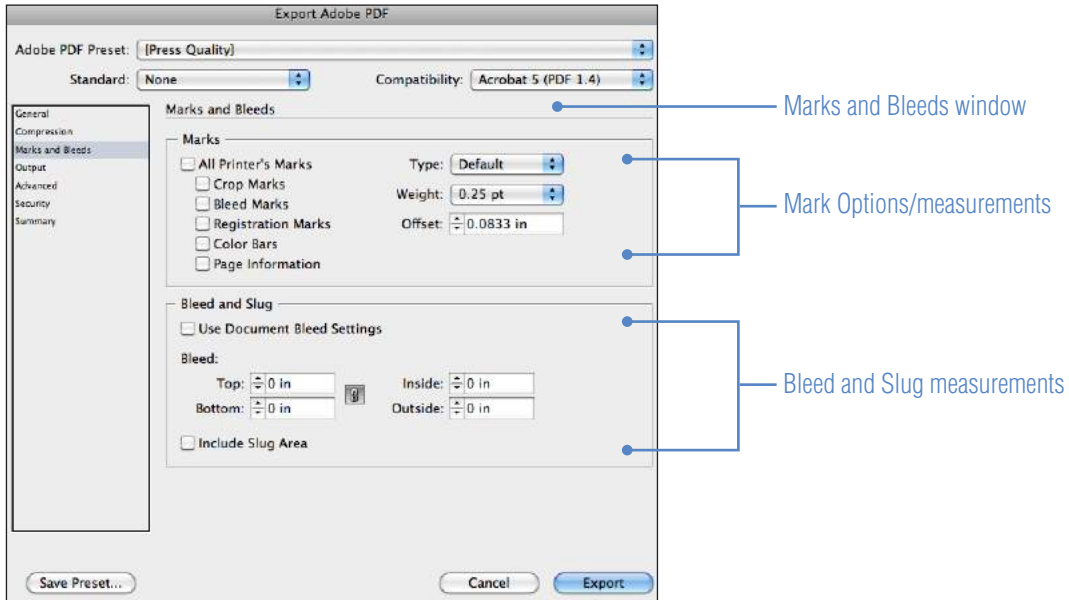 Export Adobe PDF
Adobe PDF Preset: [Press Quality]
Standard: None Compatibility: Acrobat 5 (PDF 1.4)
General
Compression
Marks and Bleeds
Output
Advanced
Security
Summary
Marks and Bleeds
Marks
All Printer's Marks
Crop Marks
Bleed Marks
Registration Marks
Color Bars
Page Information
Type: Default
Weight: 0.25 pt
Offset: 0.0833 in
Bleed and Slug
Use Document Bleed Settings
Bleed:
Top: 0 in Inside: 0 in
Bottom: 0 in Outside: 0 in
Include Slug Area
Save Preset... Cancel Export
Marks and Bleeds window
Mark Options/measurements
Bleed and Slug measurements